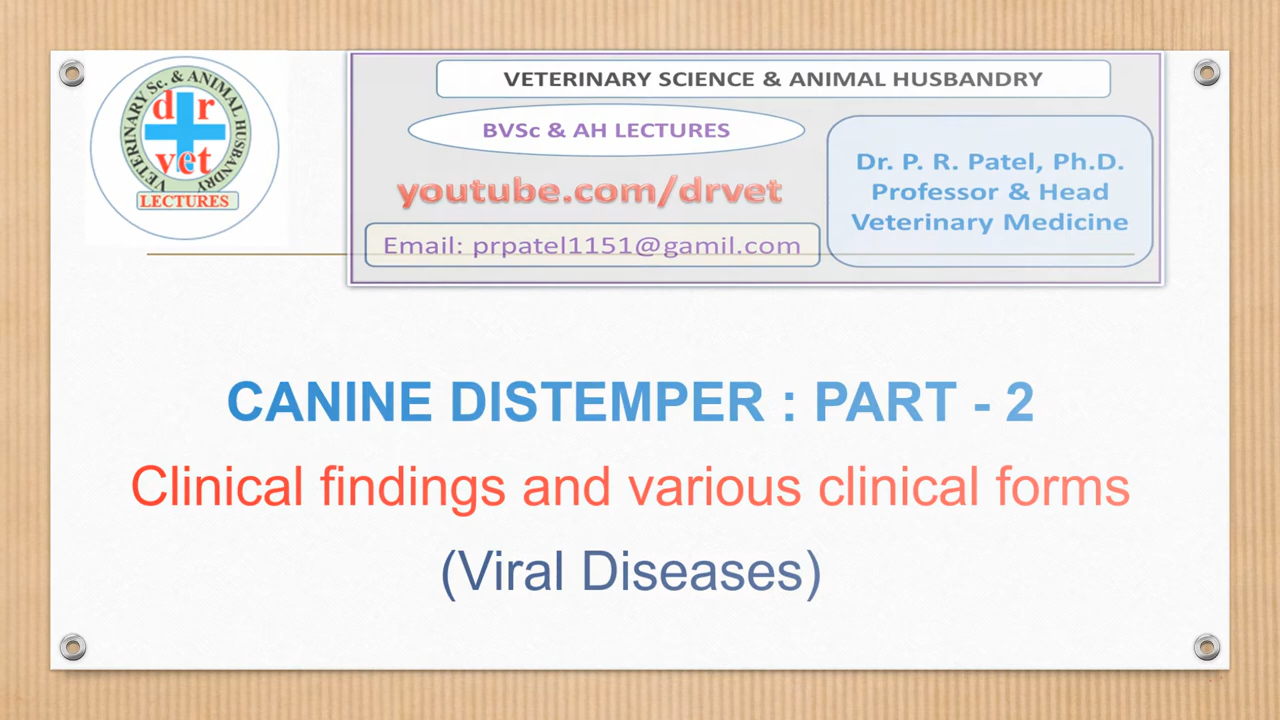 VETERINARY Sc. & ANIMAL HUSBANDRY
d r
vet
LECTURES
VETERINARY SCIENCE & ANIMAL HUSBANDRY
BVSc & AH LECTURES
youtube.com/drvet
Email: prpatel1151@gamil.com
Dr. P. R. Patel, Ph.D.
Professor & Head
Veterinary Medicine
CANINE DISTEMPER : PART - 2
Clinical findings and various clinical forms
(Viral Diseases)